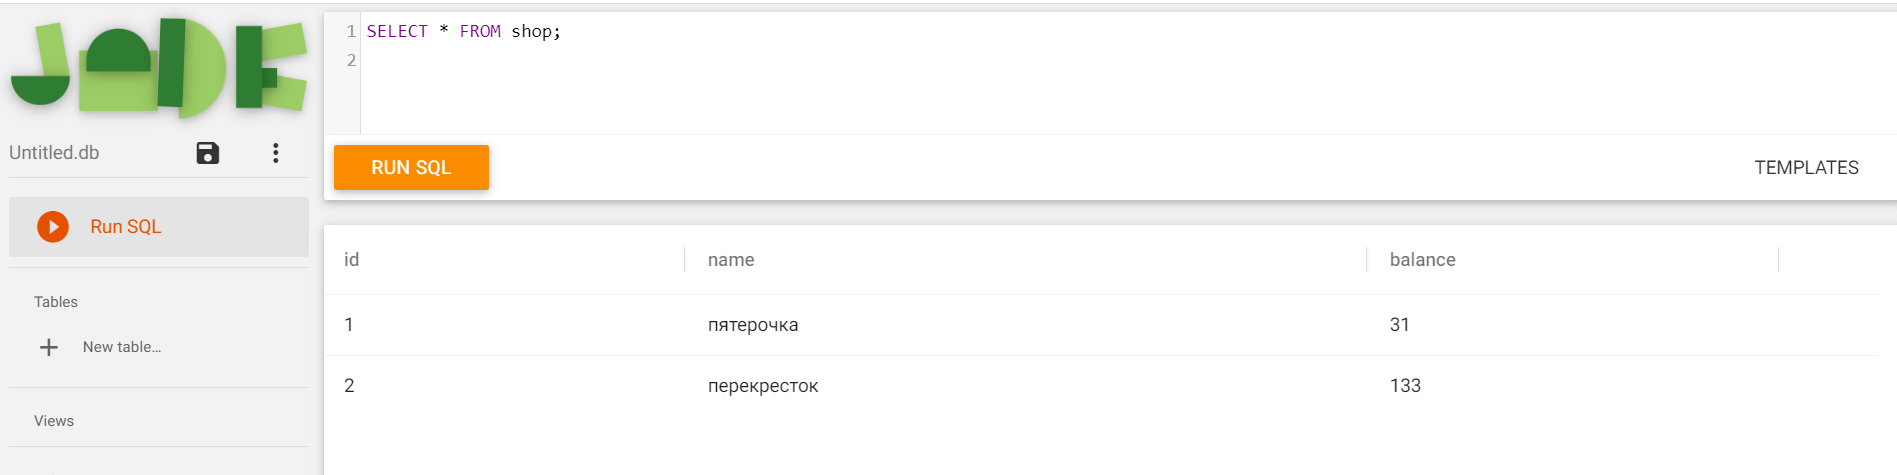 JADE
Untitled.db
Run SQL
Tables
New table...
Views
1 SELECT * FROM shop;
2
RUN SQL
TEMPLATES
id name balance
1 пятерочка 31
2 перекресток 133